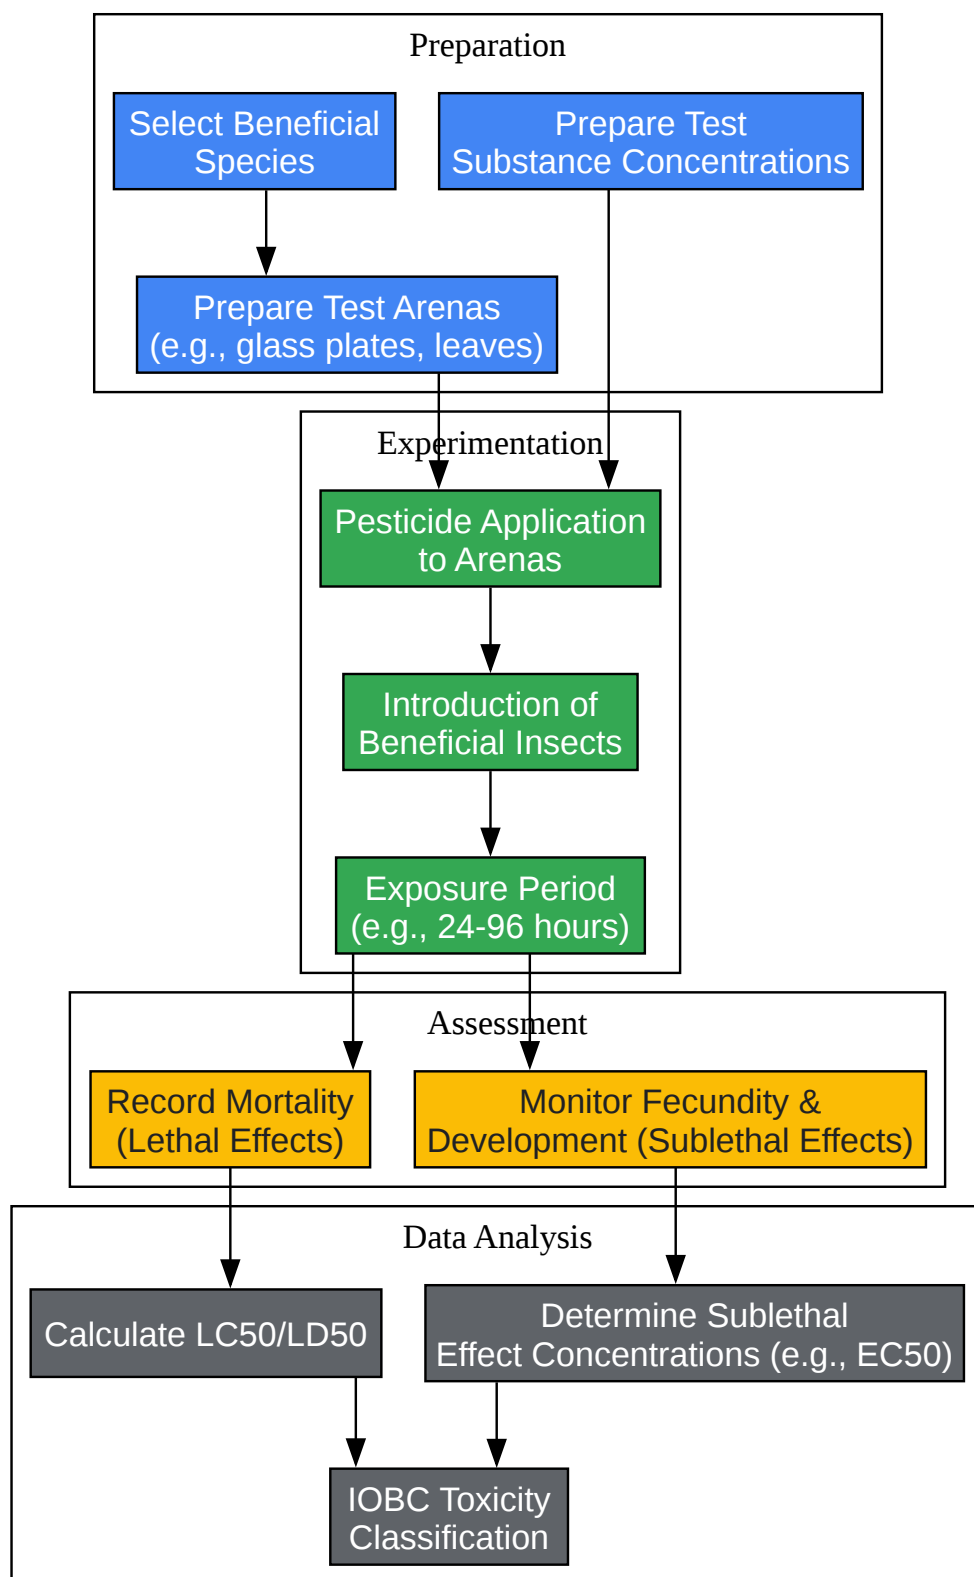 Preparation
Select Beneficial
Species
Prepare Test
Substance Concentrations
Prepare Test Arenas
(e.g., glass plates, leaves)
Experimentation
Pesticide Application
to Arenas
Introduction of
Beneficial Insects
Exposure Period
(e.g., 24-96 hours)
Assessment
Record Mortality
(Lethal Effects)
Monitor Fecundity &
Development (Sublethal Effects)
Data Analysis
Calculate LC50/LD50
Determine Sublethal
Effect Concentrations (e.g., EC50)
IOBC Toxicity
Classification